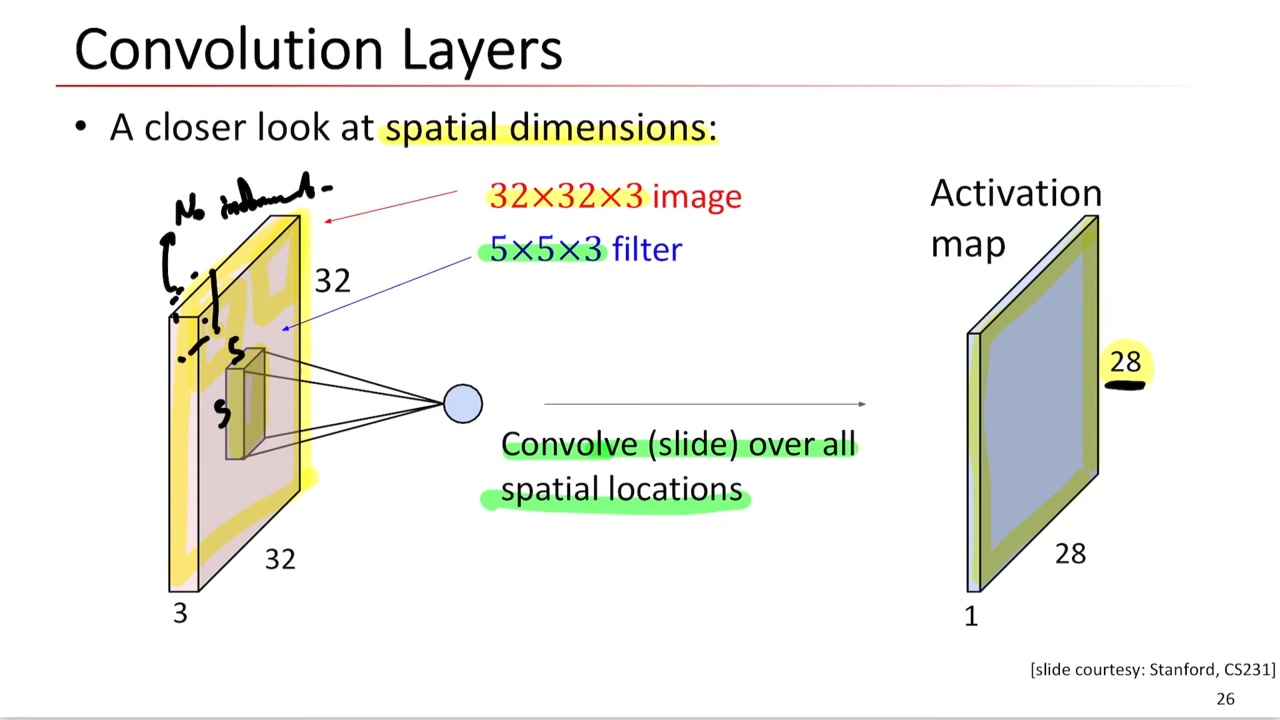 Convolution Layers
• A closer look at spatial dimensions:
No
32×32×3 image
5×5×3 filter
Activation
map
32
5
5
28
Convolve (slide) over all
spatial locations
32
28
3
1
[slide courtesy: Stanford, CS231]
26